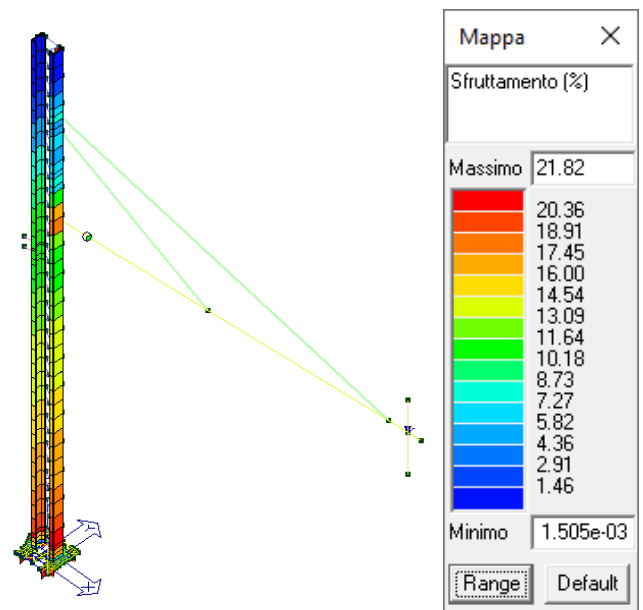 Mappa
Sfruttamento (%)
Massimo 21.82
20.36
18.91
17.45
16.00
14.54
13.09
11.64
10.18
8.73
7.27
5.82
4.36
2.91
1.46
Minimo 1.505e-03
Range Default